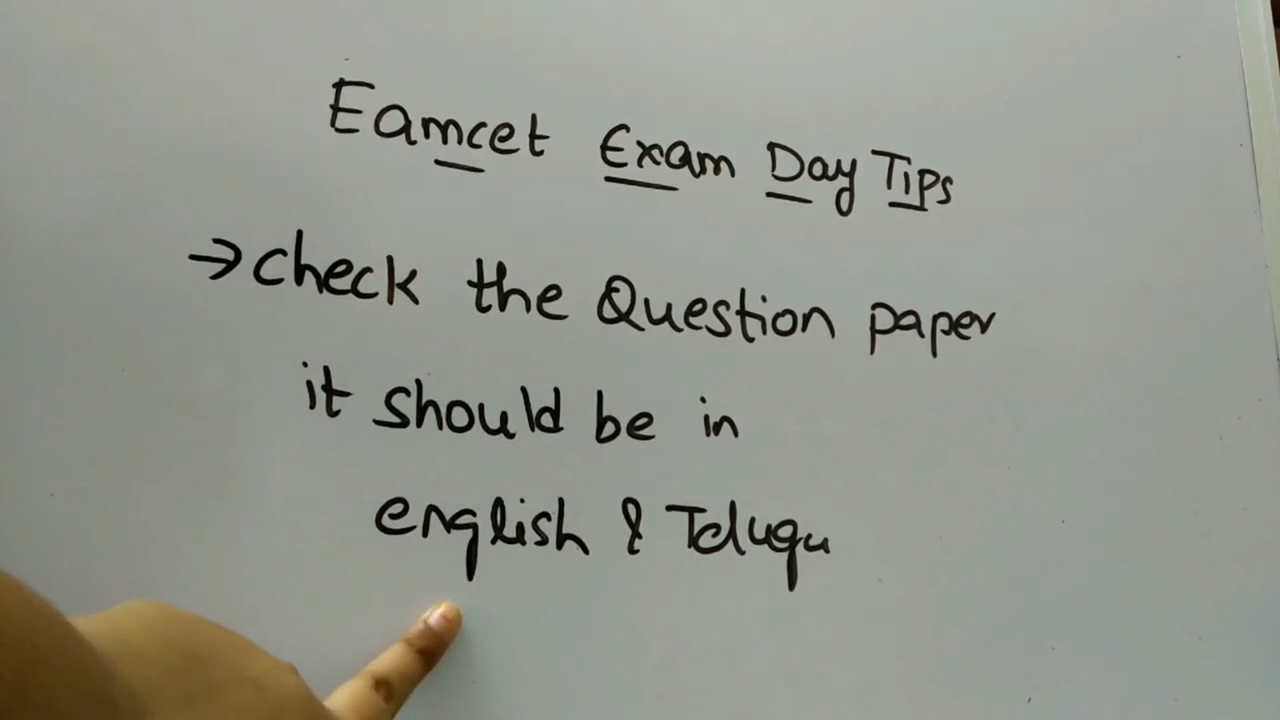 Eamcet Exam Day Tips
→ check the Question paper
it should be in
english & Telugu